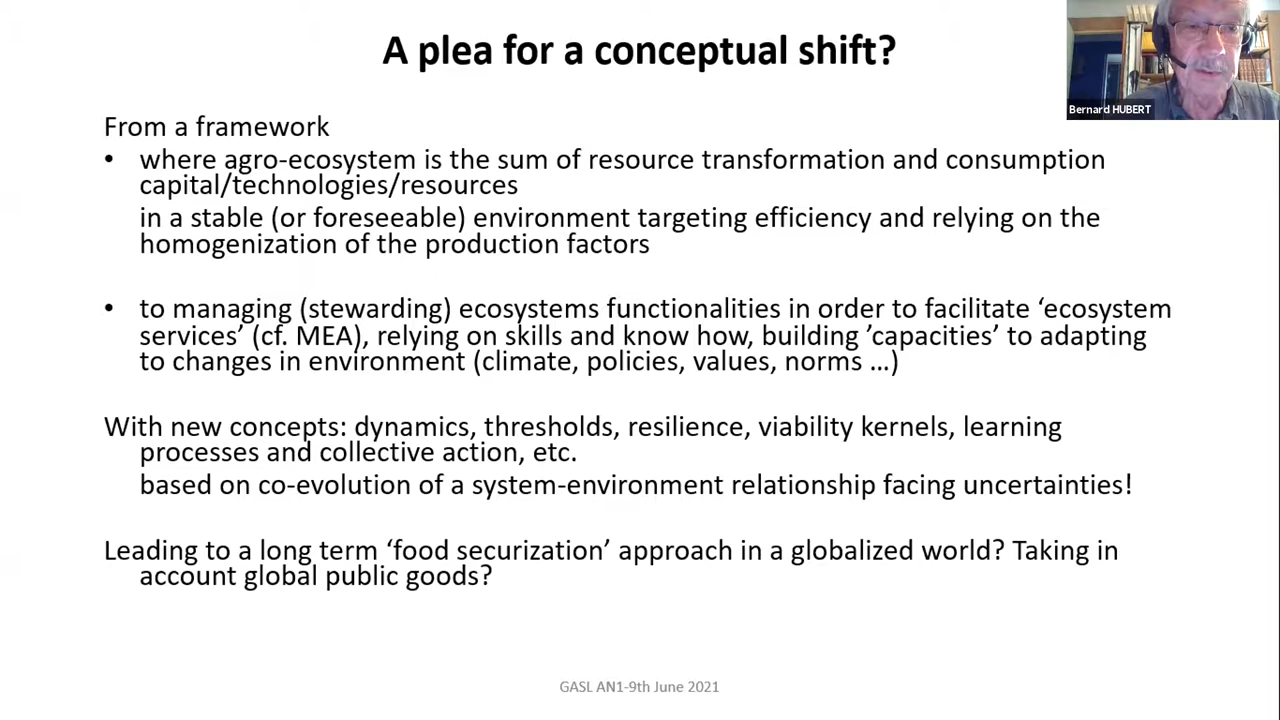 A plea for a conceptual shift?
Bernard HUBERT
From a framework
• where agro-ecosystem is the sum of resource transformation and consumption
capital/technologies/resources
in a stable (or foreseeable) environment targeting efficiency and relying on the
homogenization of the production factors
• to managing (stewarding) ecosystems functionalities in order to facilitate ‘ecosystem
services’ (cf. MEA), relying on skills and know how, building ’capacities’ to adapting
to changes in environment (climate, policies, values, norms …)
With new concepts: dynamics, thresholds, resilience, viability kernels, learning
processes and collective action, etc.
based on co-evolution of a system-environment relationship facing uncertainties!
Leading to a long term ‘food securization’ approach in a globalized world? Taking in
account global public goods?
GASL AN1-9th June 2021